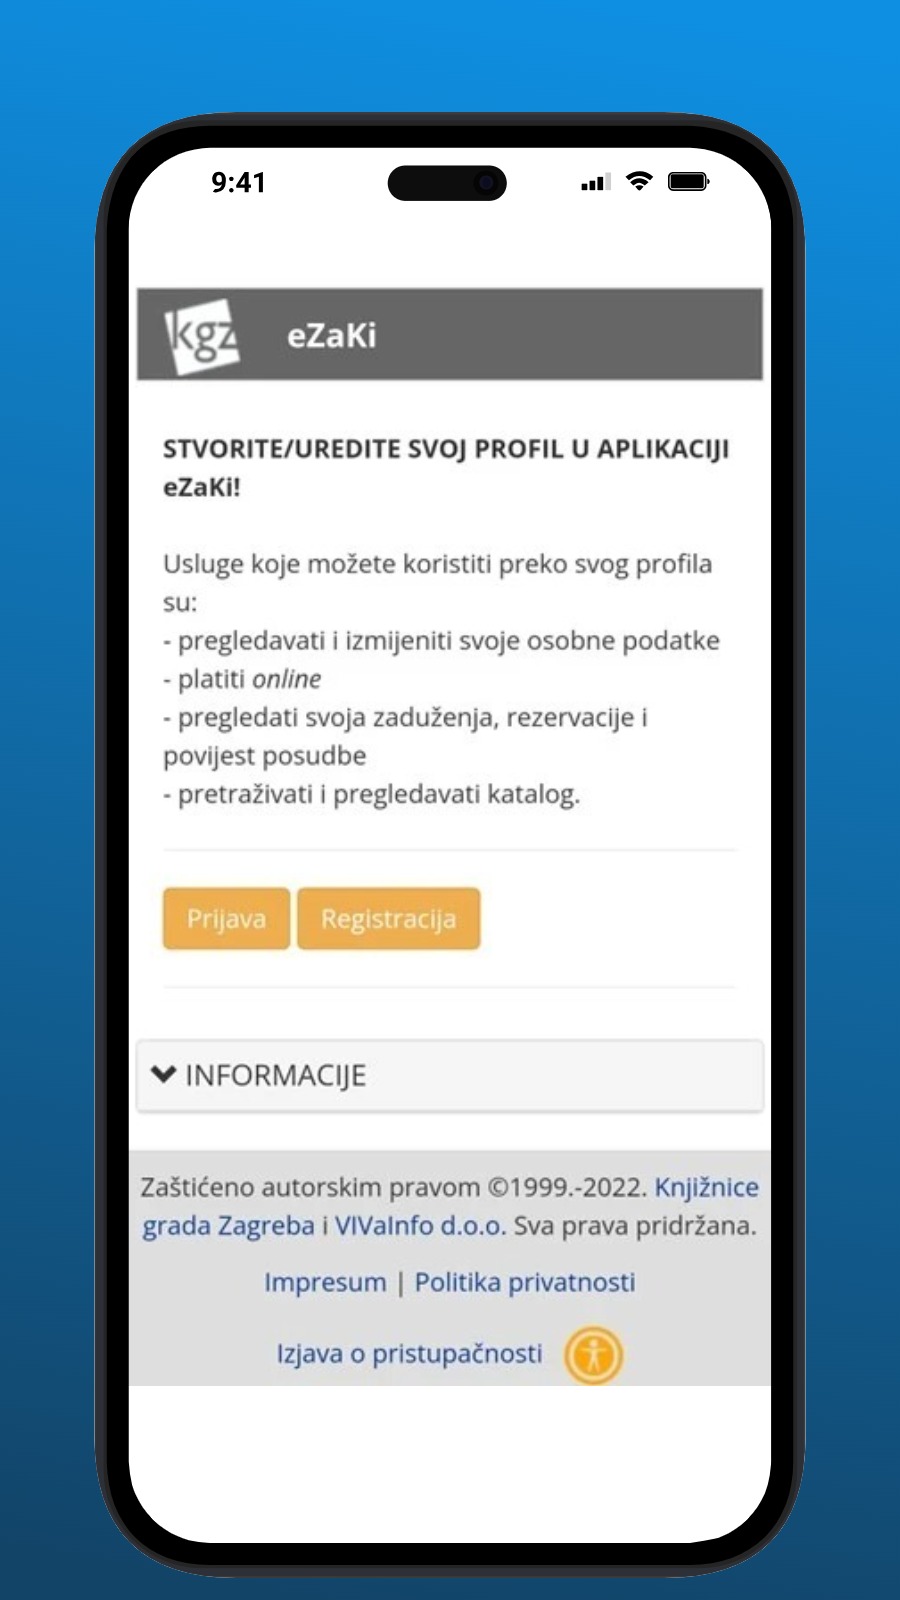 9:41
kgz
eZaKi
STVORITE/UREDITE SVOJ PROFIL U APLIKACIJI
eZaKi!
Usluge koje možete koristiti preko svog profila
su:
- pregledavati i izmijeniti svoje osobne podatke
- platiti online
- pregledati svoja zaduženja, rezervacije i
povijest posudbe
- pretraživati i pregledavati katalog.
Prijava Registracija
INFORMACIJE
Zaštićeno autorskim pravom ©1999.-2022. Knjižnice
grada Zagreba i VIVaInfo d.o.o. Sva prava pridržana.
Impresum | Politika privatnosti
Izjava o pristupačnosti